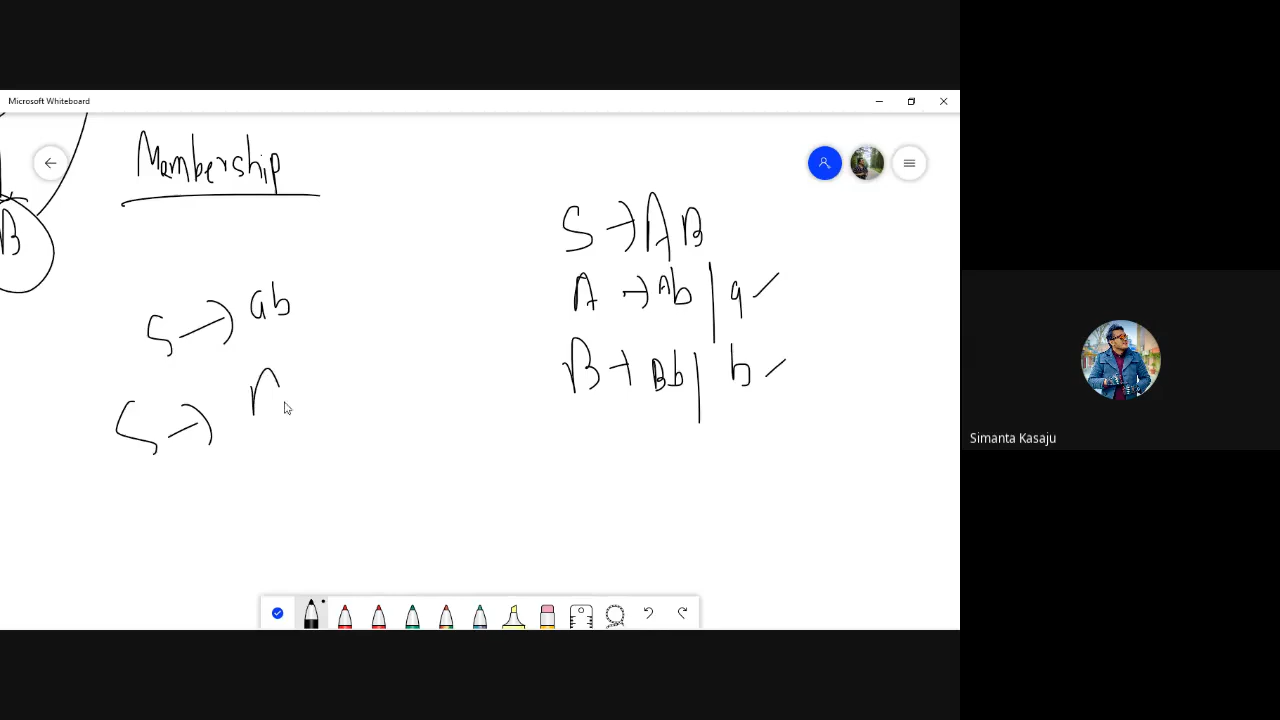 Microsoft Whiteboard
Membership
B
S → AB
A → Ab | a ✓
B → Bb | b ✓
S → ab
S →
Simanta Kasaju